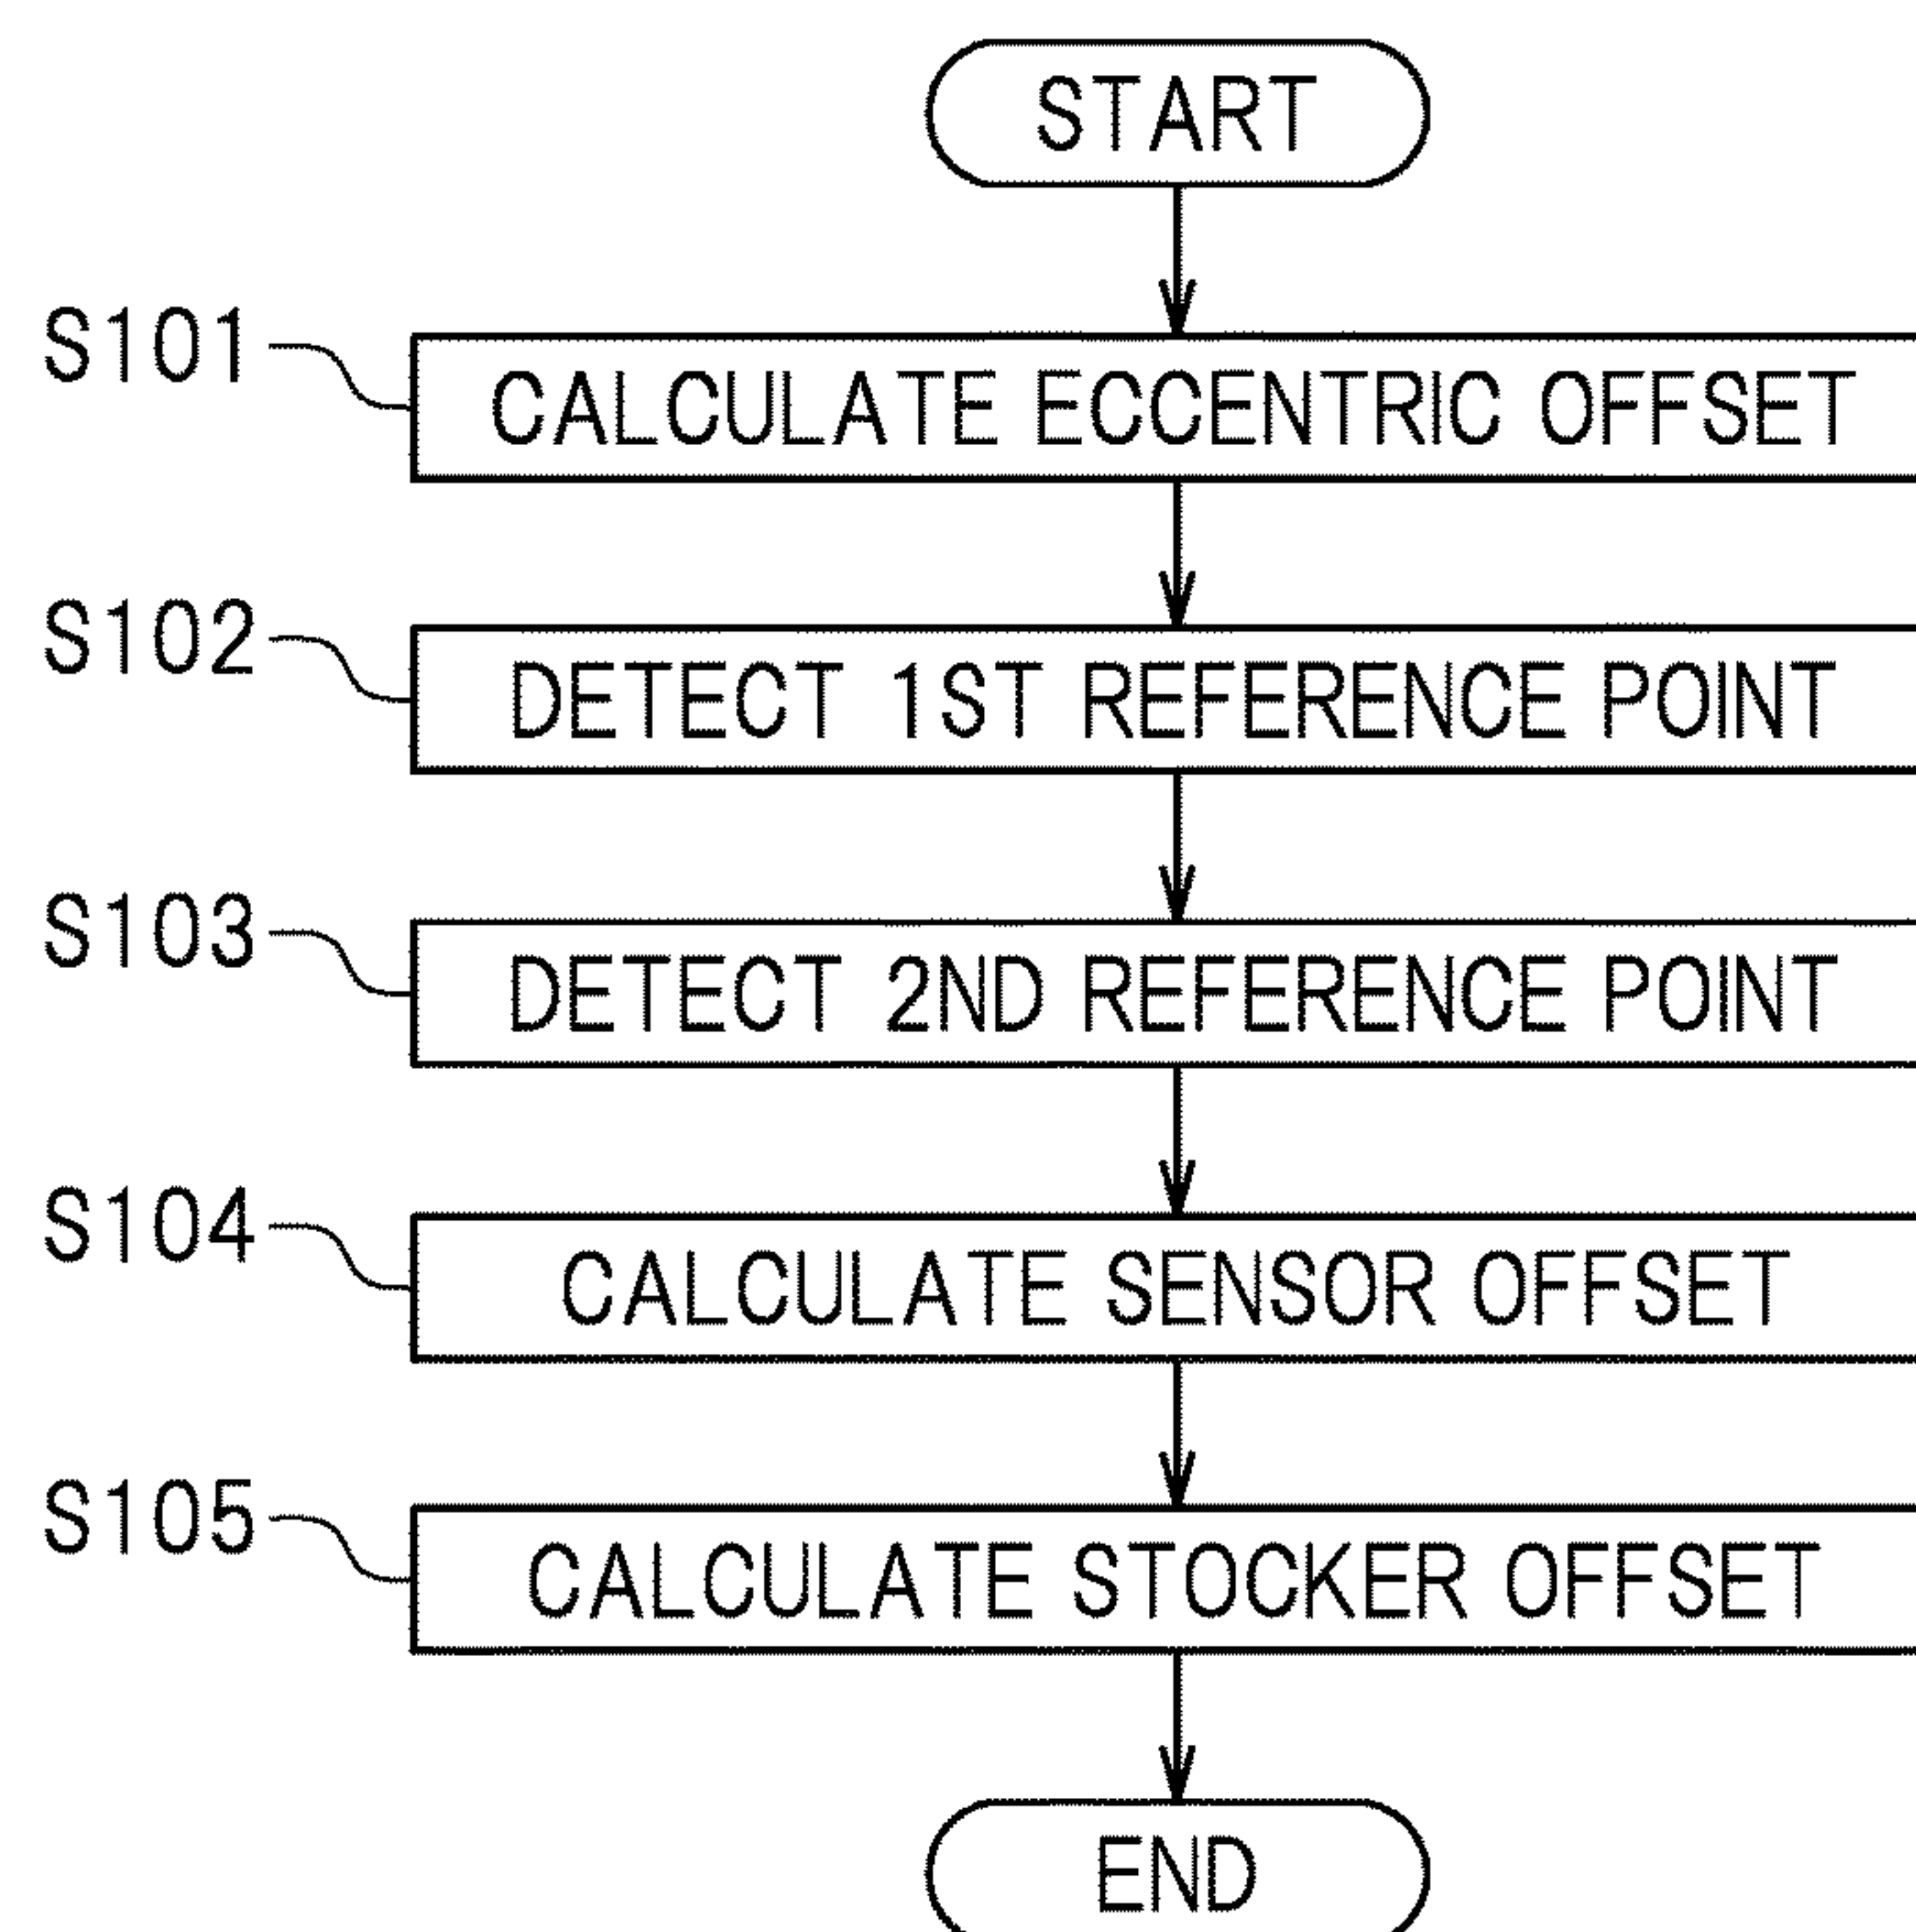 START
S101
CALCULATE ECCENTRIC OFFSET
S102
DETECT 1ST REFERENCE POINT
S103
DETECT 2ND REFERENCE POINT
S104
CALCULATE SENSOR OFFSET
S105
CALCULATE STOCKER OFFSET
END